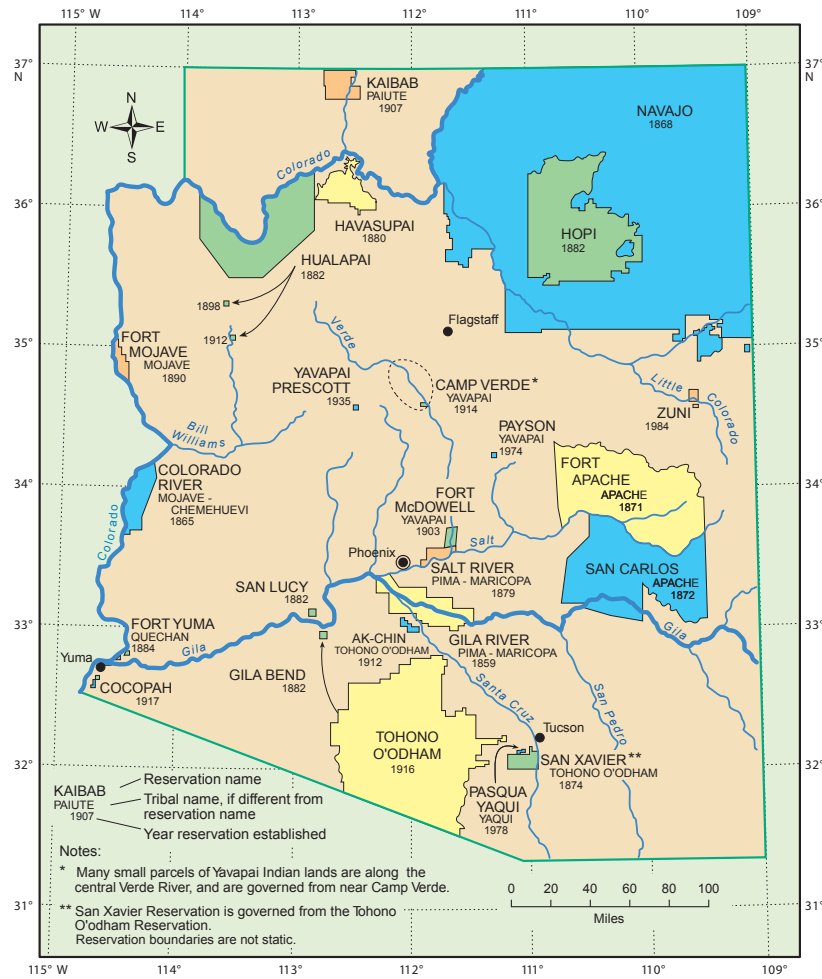 115° W
114°
113°
112°
111°
110°
109°
37°
N
37°
N
W
E
S
KAIBAB
PAIUTE
1907
NAVAJO
1868
Colorado
36°
36°
HAVASUPAI
1880
HOPI
1882
HUALAPAI
1882
1898
1912
Flagstaff
Verde
35°
35°
FORT
MOJAVE
MOJAVE
1890
YAVAPAI
PRESCOTT
1935
CAMP VERDE*
YAVAPAI
1914
Little
Colorado
ZUNI
1984
Bill
Williams
PAYSON
YAVAPAI
1974
COLORADO
RIVER
MOJAVE -
CHEMEHUEVI
1865
FORT
APACHE
APACHE
1871
34°
34°
FORT
McDOWELL
YAVAPAI
1903
Colorado
Phoenix
Salt
SALT RIVER
PIMA - MARICOPA
1879
SAN CARLOS
APACHE
1872
SAN LUCY
1882
33°
33°
FORT YUMA
QUECHAN
1884
Gila
Gila
AK-CHIN
TOHONO O'ODHAM
1912
GILA RIVER
PIMA - MARICOPA
1859
Yuma
COCOPAH
1917
GILA BEND
1882
Santa Cruz
San Pedro
TOHONO
O'ODHAM
1916
Tucson
SAN XAVIER**
TOHONO O'ODHAM
1874
32°
32°
PASQUA
YAQUI
YAQUI
1978
KAIBAB
PAIUTE
1907
Reservation name
Tribal name, if different from
reservation name
Year reservation established
Notes:
* Many small parcels of Yavapai Indian lands are along the
central Verde River, and are governed from near Camp Verde.
** San Xavier Reservation is governed from the Tohono
O'odham Reservation.
Reservation boundaries are not static.
0 20 40 60 80 100
Miles
31°
31°
115° W
114°
113°
112°
111°
110°
109°